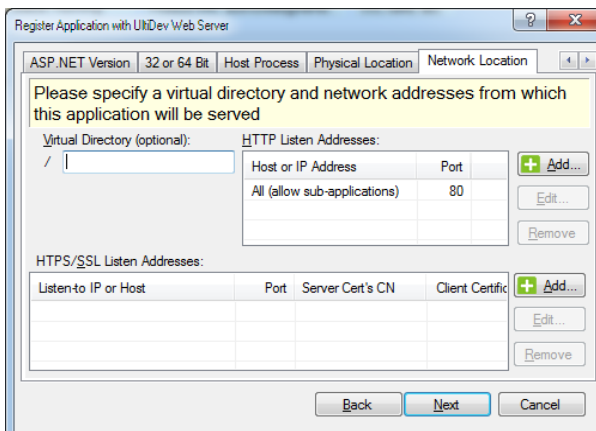 Register Application with UltiDev Web Server
?
ASP.NET Version 32 or 64 Bit Host Process Physical Location Network Location
Please specify a virtual directory and network addresses from which
this application will be served
Virtual Directory (optional):
/
HTTP Listen Addresses:
Host or IP Address Port
All (allow sub-applications) 80
Add...
Edit...
Remove
HTPS/SSL Listen Addresses:
Listen-to IP or Host Port Server Cert's CN Client Certific
Add...
Edit...
Remove
Back Next Cancel